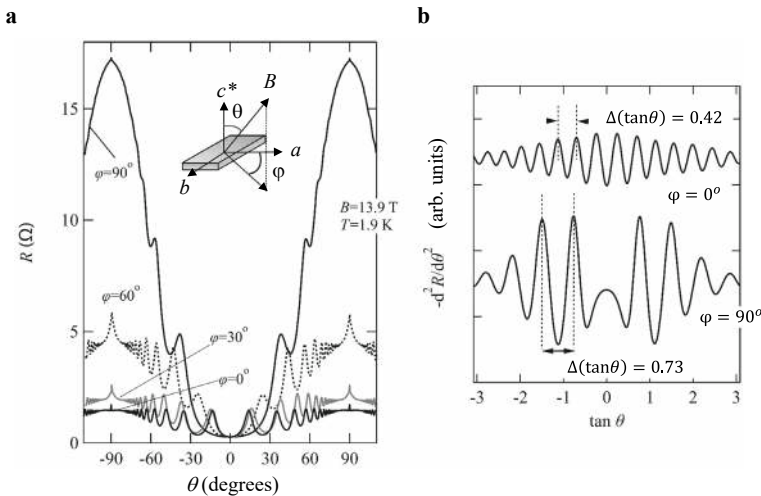 a
b
15
10
5
0
R (Ω)
-90
-60
-30
0
30
60
90
θ (degrees)
φ=90°
φ=60°
φ=30°
φ=0°
c*
B
θ
a
b
φ
B=13.9 T
T=1.9 K
-d²R/dθ² (arb. units)
Δ(tanθ) = 0.42
φ = 0°
φ = 90°
Δ(tanθ) = 0.73
-3
-2
-1
0
1
2
3
tan θ